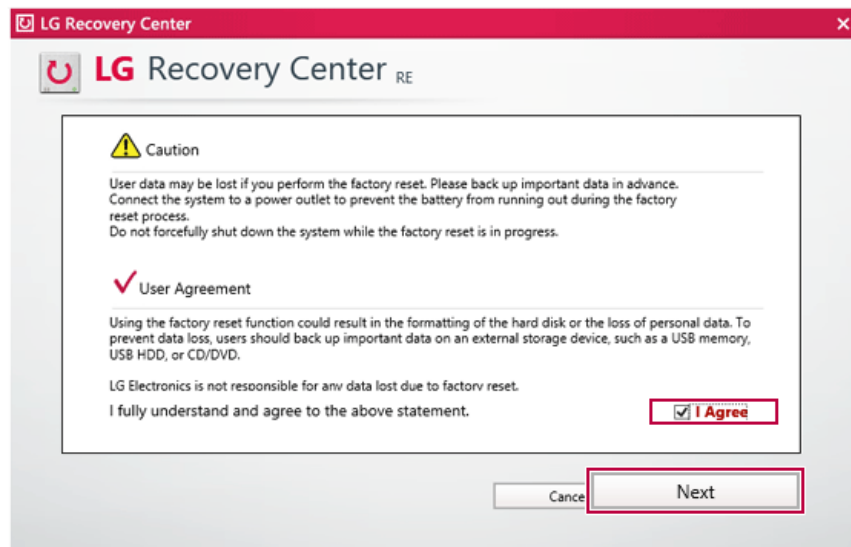 LG Recovery Center
LG Recovery Center RE
Caution
User data may be lost if you perform the factory reset. Please back up important data in advance.
Connect the system to a power outlet to prevent the battery from running out during the factory
reset process.
Do not forcefully shut down the system while the factory reset is in progress.
User Agreement
Using the factory reset function could result in the formatting of the hard disk or the loss of personal data. To
prevent data loss, users should back up important data on an external storage device, such as a USB memory,
USB HDD, or CD/DVD.
LG Electronics is not responsible for any data lost due to factory reset.
I fully understand and agree to the above statement.
I Agree
Cance
Next